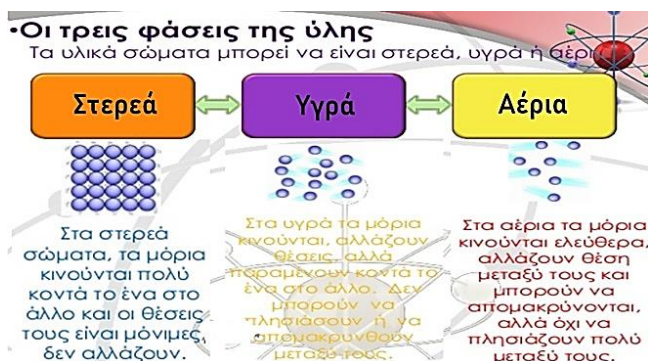 •Οι τρεις φάσεις της ύλης
Τα υλικά σώματα μπορεί να είναι στερεά, υγρά ή αέρια
Στερεά
Υγρά
Αέρια
Στα στερεά
σώματα, τα μόρια
κινούνται πολύ
κοντά το ένα στο
άλλο και οι θέσεις
τους είναι μόνιμες,
δεν αλλάζουν.
Στα υγρά τα μόρια
κινούνται, αλλάζουν
θέσεις, αλλά
παραμένουν κοντά το
ένα στο άλλο. Δεν
μπορούν να
πλησιάσουν ή να
απομακρυνθούν
μεταξύ τους.
Στα αέρια τα μόρια
κινούνται ελεύθερα,
αλλάζουν θέση
μεταξύ τους και
μπορούν να
απομακρύνονται,
αλλά όχι να
πλησιάζουν πολύ
μεταξύ τους.